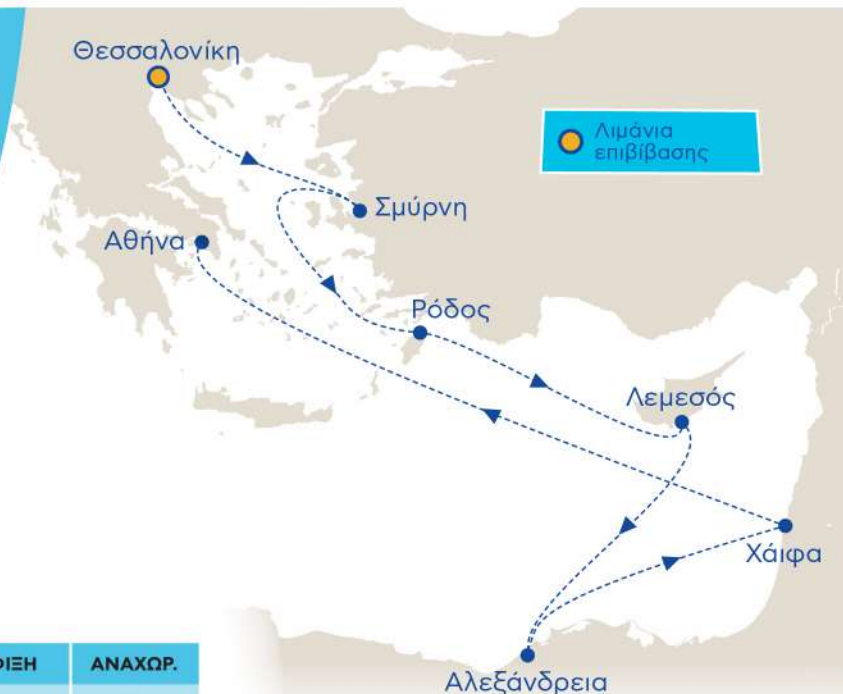 Θεσσαλονίκη
Λιμάνια
επιβίβασης
Σμύρνη
Αθήνα
Ρόδος
Λεμεσός
Χάιφα
ΑΝΑΧΩΡ.
Αλεξάνδρεια